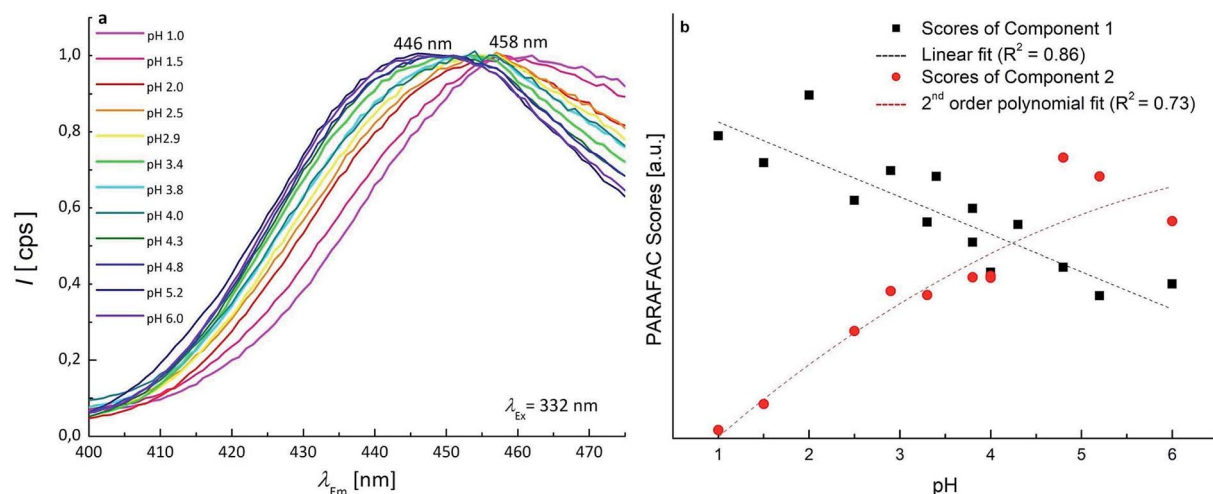 a
446 nm 458 nm
pH 1.0
pH 1.5
pH 2.0
pH 2.5
pH2.9
pH 3.4
pH 3.8
pH 4.0
pH 4.3
pH 4.8
pH 5.2
pH 6.0
1,0
0,8
0,6
0,4
0,2
0,0
I [ cps]
400 410 420 430 440 450 460 470
λEm [nm]
λEx = 332 nm
b
Scores of Component 1
Linear fit (R² = 0.86)
Scores of Component 2
2nd order polynomial fit (R² = 0.73)
PARAFAC Scores [a.u.]
1 2 3 4 5 6
pH